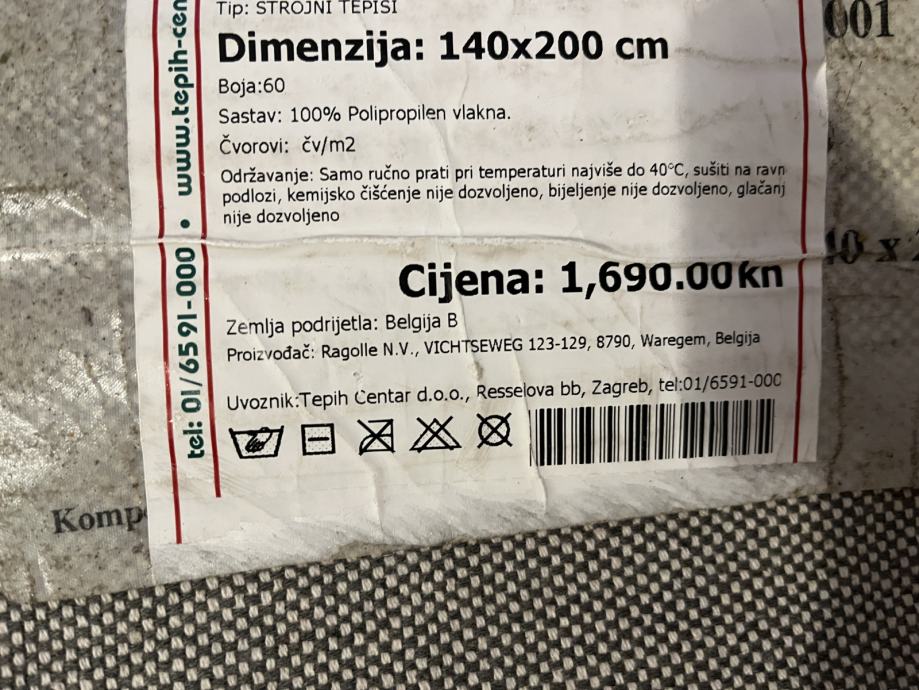 Tip: STROJNI TEPISI
Dimenzija: 140x200 cm
Boja:60
Sastav: 100% Polipropilen vlakna.
Čvorovi: čv/m2
Održavanje: Samo ručno prati pri temperaturi najviše do 40°C, sušiti na ravn
podlozi, kemijsko čišćenje nije dozvoljeno, bijeljenje nije dozvoljeno, glačanj
nije dozvoljeno
Cijena: 1,690.00kn
Zemlja podrijetla: Belgija B
Proizvođač: Ragolle N.V., VICHTSEWEG 123-129, 8790, Waregem, Belgija
Uvoznik:Tepih Centar d.o.o., Resselova bb, Zagreb, tel:01/6591-000
tel: 01/6591-000 • www.tepih-cen
001
40 x
Komp